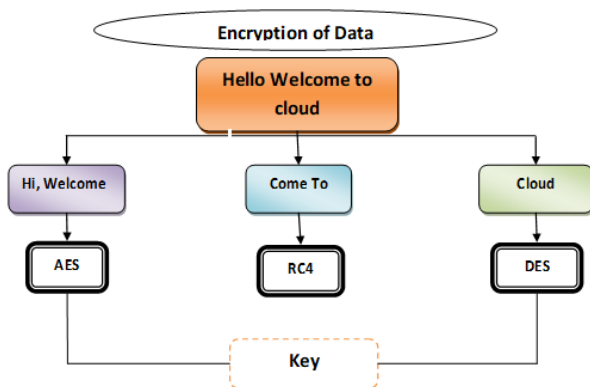 Encryption of Data
Hello Welcome to
cloud
Hi, Welcome
Come To
Cloud
AES
RC4
DES
Key